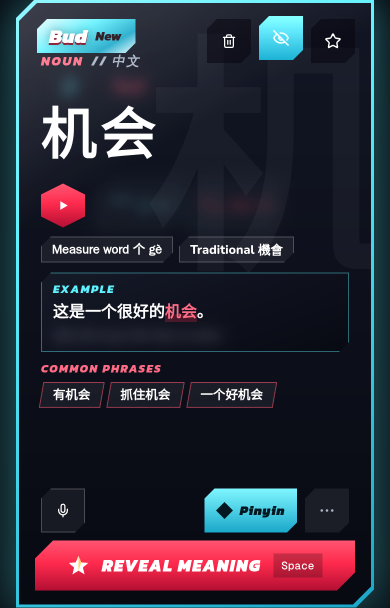 Bud New
NOUN // 中文
机会
Measure word 个 gè
Traditional 機會
EXAMPLE
这是一个很好的机会。
COMMON PHRASES
有机会
抓住机会
一个好机会
Pinyin
REVEAL MEANING Space